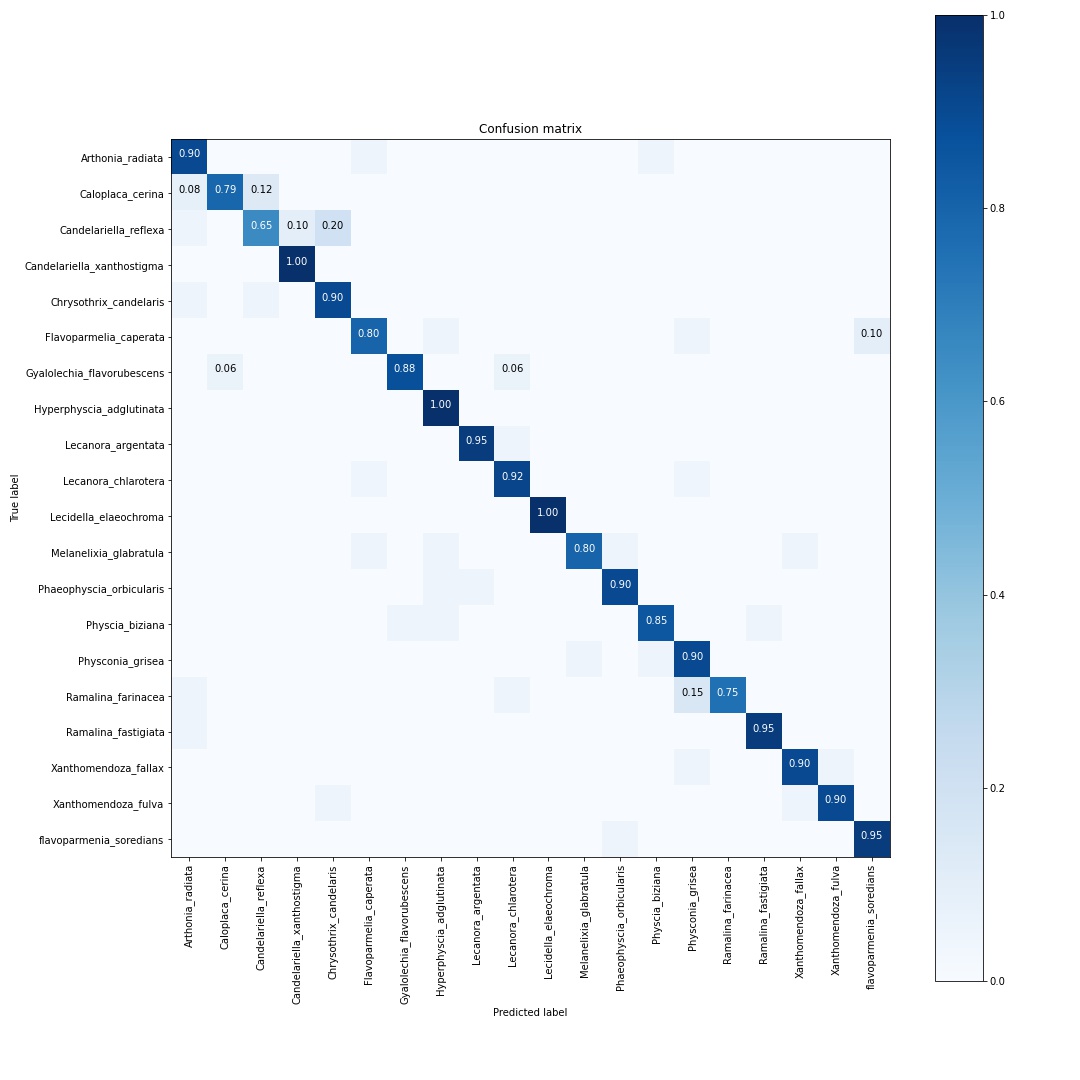 Confusion matrix
1.0
0.8
0.6
0.4
0.2
0.0
True label
Arthonia_radiata 0.90
Caloplaca_cerina 0.08 0.79 0.12
Candelariella_reflexa 0.65 0.10 0.20
Candelariella_xanthostigma 1.00
Chrysothrix_candelaris 0.90
Flavoparmelia_caperata 0.80 0.10
Gyalolechia_flavorubescens 0.06 0.88 0.06
Hyperphyscia_adglutinata 1.00
Lecanora_argentata 0.95
Lecanora_chlarotera 0.92
Lecidella_elaeochroma 1.00
Melanelixia_glabratula 0.80
Phaeophyscia_orbicularis 0.90
Physcia_biziana 0.85
Physconia_grisea 0.90
Ramalina_farinacea 0.15 0.75
Ramalina_fastigiata 0.95
Xanthomendoza_fallax 0.90
Xanthomendoza_fulva 0.90
flavoparmenia_soredians 0.95
Arthonia_radiata
Caloplaca_cerina
Candelariella_reflexa
Candelariella_xanthostigma
Chrysothrix_candelaris
Flavoparmelia_caperata
Gyalolechia_flavorubescens
Hyperphyscia_adglutinata
Lecanora_argentata
Lecanora_chlarotera
Lecidella_elaeochroma
Melanelixia_glabratula
Phaeophyscia_orbicularis
Physcia_biziana
Physconia_grisea
Ramalina_farinacea
Ramalina_fastigiata
Xanthomendoza_fallax
Xanthomendoza_fulva
flavoparmenia_soredians
Predicted label